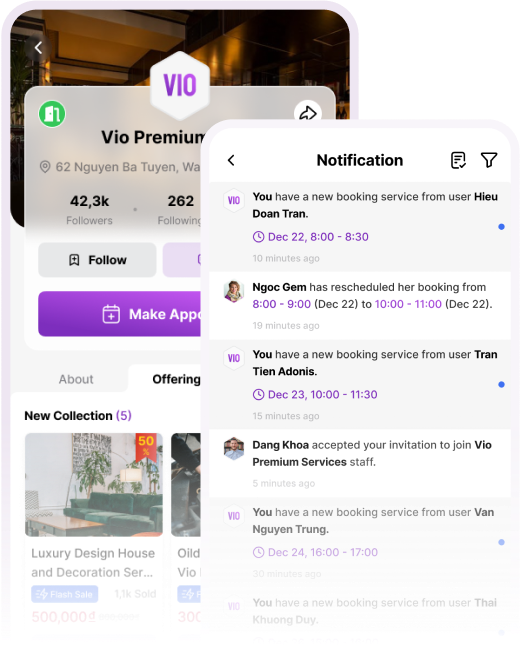 VIO
Vio Premium
62 Nguyen Ba Tuyen, Wa
42,3k
Followers
262
Following
Follow
Make Appo
About
Offering
New Collection (5)
50
%
Luxury Design House
and Decoration Ser...
Flash Sale
1,1k Sold
500,000₫
Oild
Vio
300
Notification
VIO
You have a new booking service from user Hieu
Doan Tran.
Dec 22, 8:00 - 8:30
10 minutes ago
Ngoc Gem has rescheduled her booking from
8:00 - 9:00 (Dec 22) to 10:00 - 11:00 (Dec 22).
19 minutes ago
VIO
You have a new booking service from user Tran
Tien Adonis.
Dec 23, 10:00 - 11:30
15 minutes ago
Dang Khoa accepted your invitation to join Vio
Premium Services staff.
5 minutes ago
VIO
You have a new booking service from user Van
Nguyen Trung.
Dec 24, 16:00 - 17:00
30 minutes ago
VIO
You have a new booking service from user Thai
Khuong Duy.